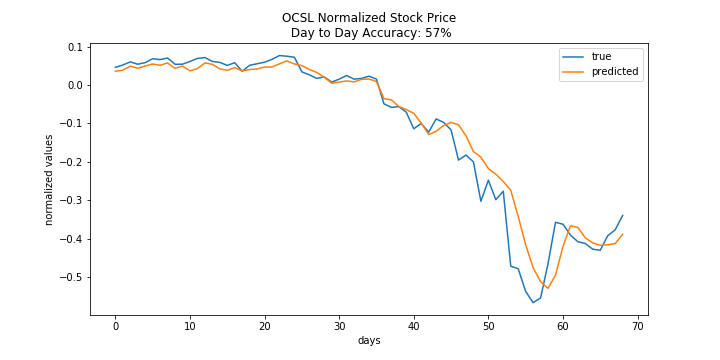 OCSL Normalized Stock Price
Day to Day Accuracy: 57%
true
predicted
normalized values
0.1
0.0
−0.1
−0.2
−0.3
−0.4
−0.5
0 10 20 30 40 50 60 70
days